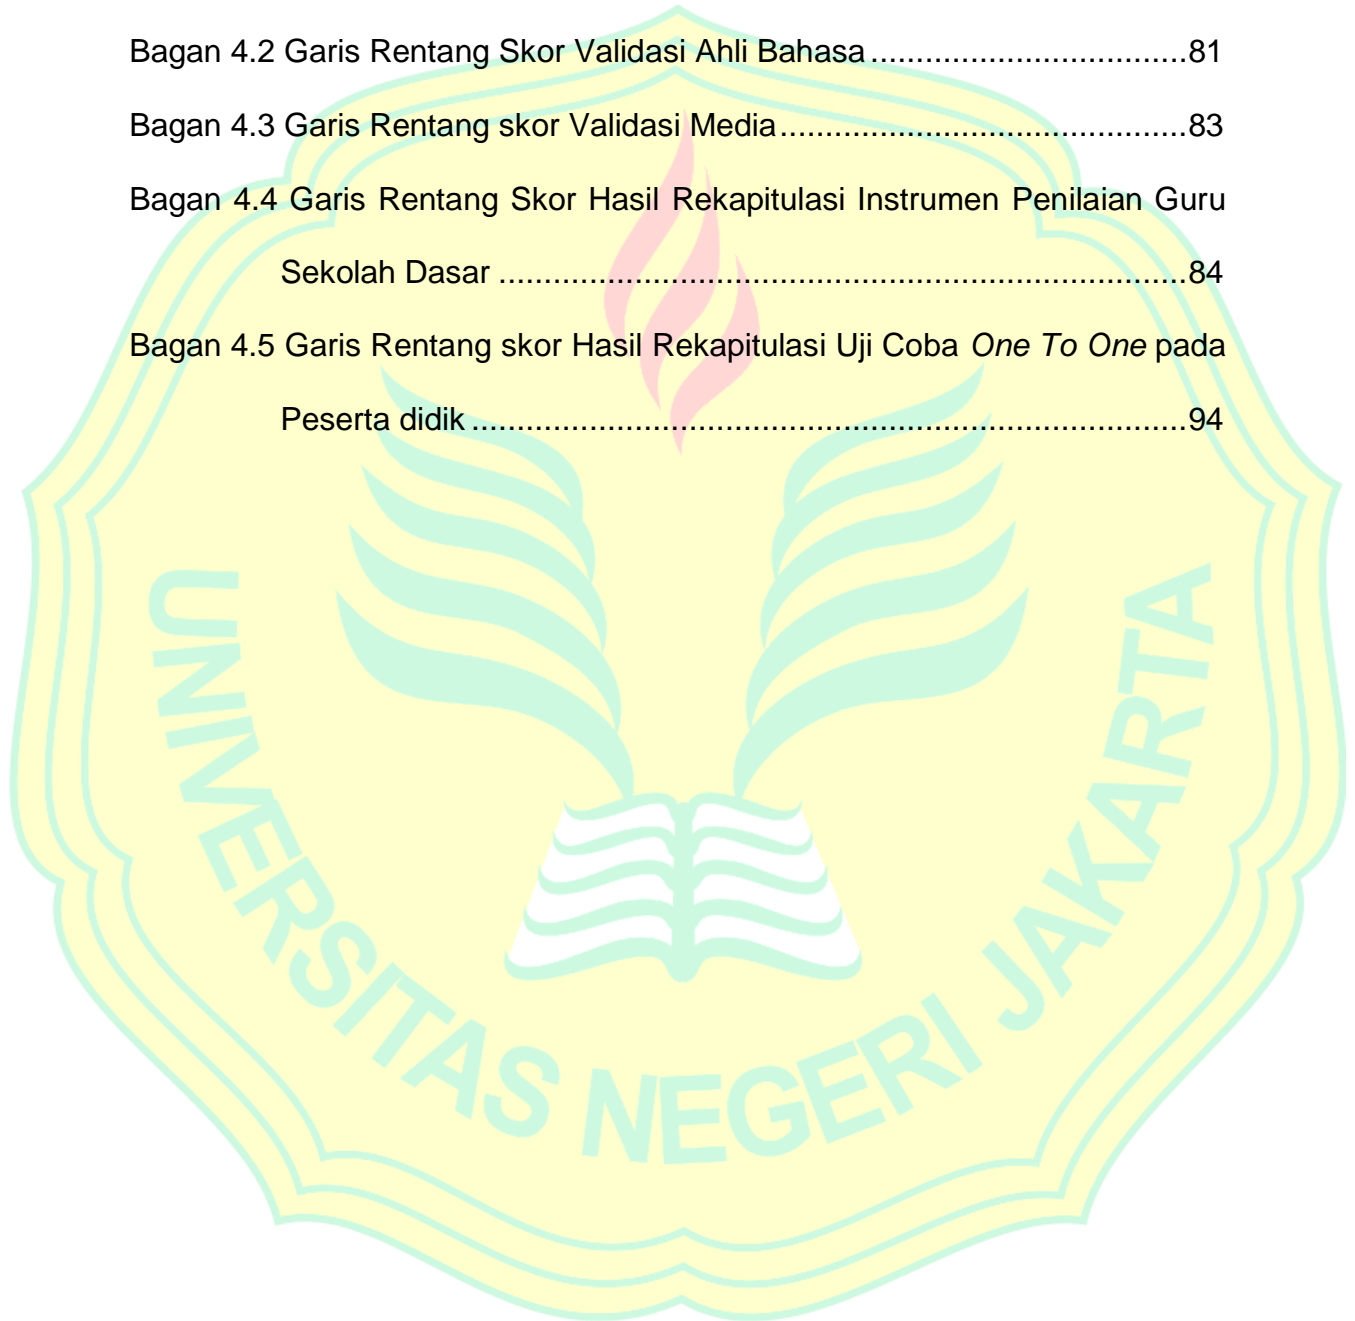 Bagan 4.2 Garis Rentang Skor Validasi Ahli Bahasa...................................81
Bagan 4.3 Garis Rentang skor Validasi Media.............................................83
Bagan 4.4 Garis Rentang Skor Hasil Rekapitulasi Instrumen Penilaian Guru
Sekolah Dasar ............................................................................84
Bagan 4.5 Garis Rentang skor Hasil Rekapitulasi Uji Coba One To One pada
Peserta didik ...............................................................................94
UNIVERSITAS NEGERI JAKARTA